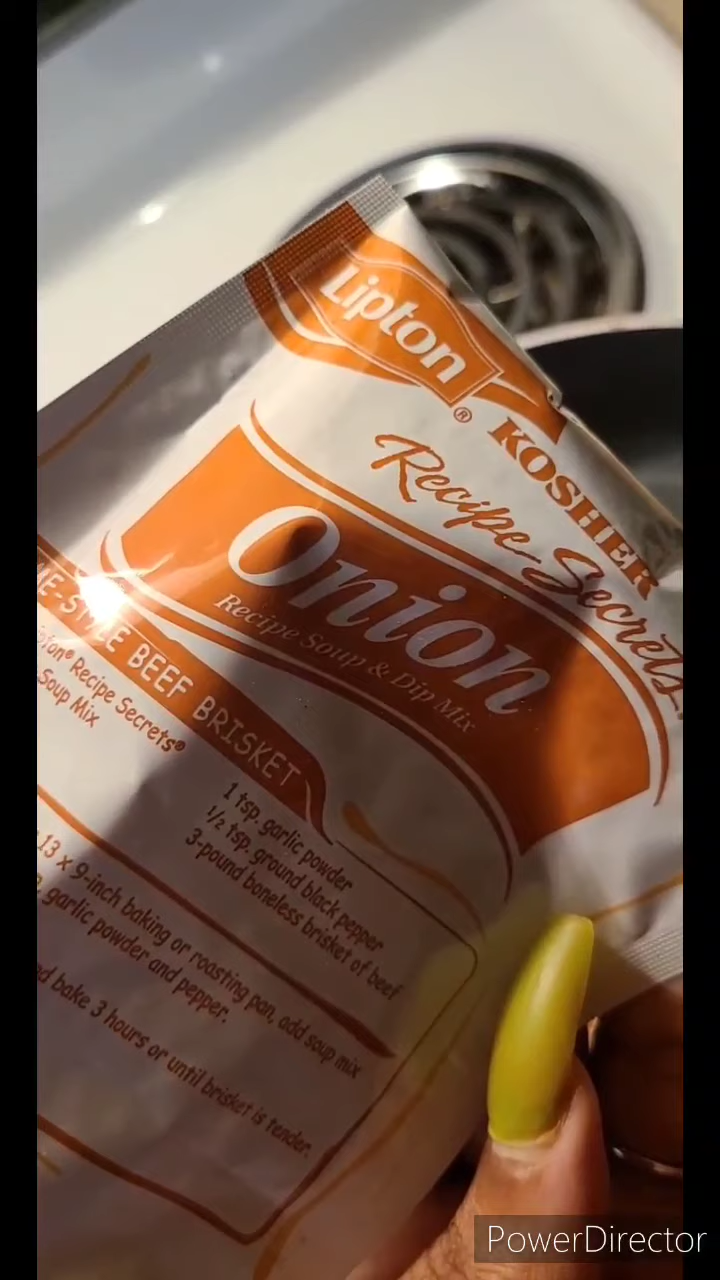 Lipton®
KOSHER
Recipe Secrets®
Onion
Recipe Soup & Dip Mix
BEEF BRISKET
Recipe Secrets®
Soup Mix
1 tsp. garlic powder
1/2 tsp. ground black pepper
3-pound boneless brisket of beef
13 x 9-inch baking or roasting pan, add soup mix
garlic powder and pepper.
bake 3 hours or until brisket is tender.
PowerDirector